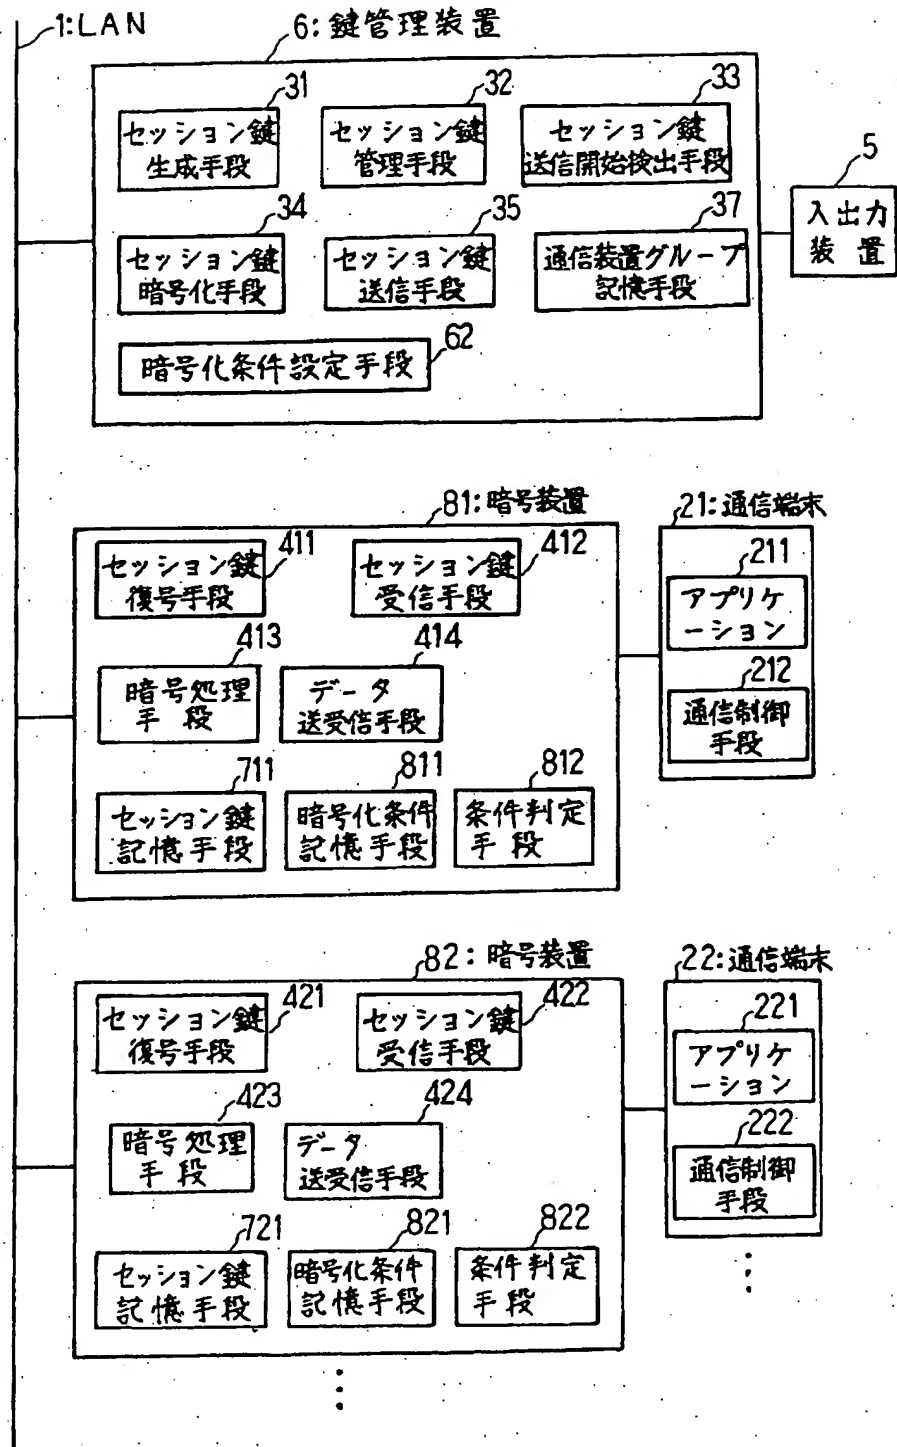 1:LAN
6:鍵管理装置
31
セッション鍵
生成手段
32
セッション鍵
管理手段
33
セッション鍵
送信開始検出手段
5
入出力
装置
34
セッション鍵
暗号化手段
35
セッション鍵
送信手段
37
通信装置グループ
記憶手段
62
暗号化条件設定手段
81:暗号装置
411
セッション鍵
復号手段
412
セッション鍵
受信手段
413
暗号処理
手段
414
データ
送受信手段
711
セッション鍵
記憶手段
811
暗号化条件
記憶手段
812
条件判定
手段
21:通信端末
211
アプリケ
ーション
212
通信制御
手段
82:暗号装置
421
セッション鍵
復号手段
422
セッション鍵
受信手段
423
暗号処理
手段
424
データ
送受信手段
721
セッション鍵
記憶手段
821
暗号化条件
記憶手段
822
条件判定
手段
22:通信端末
221
アプリケ
ーション
222
通信制御
手段